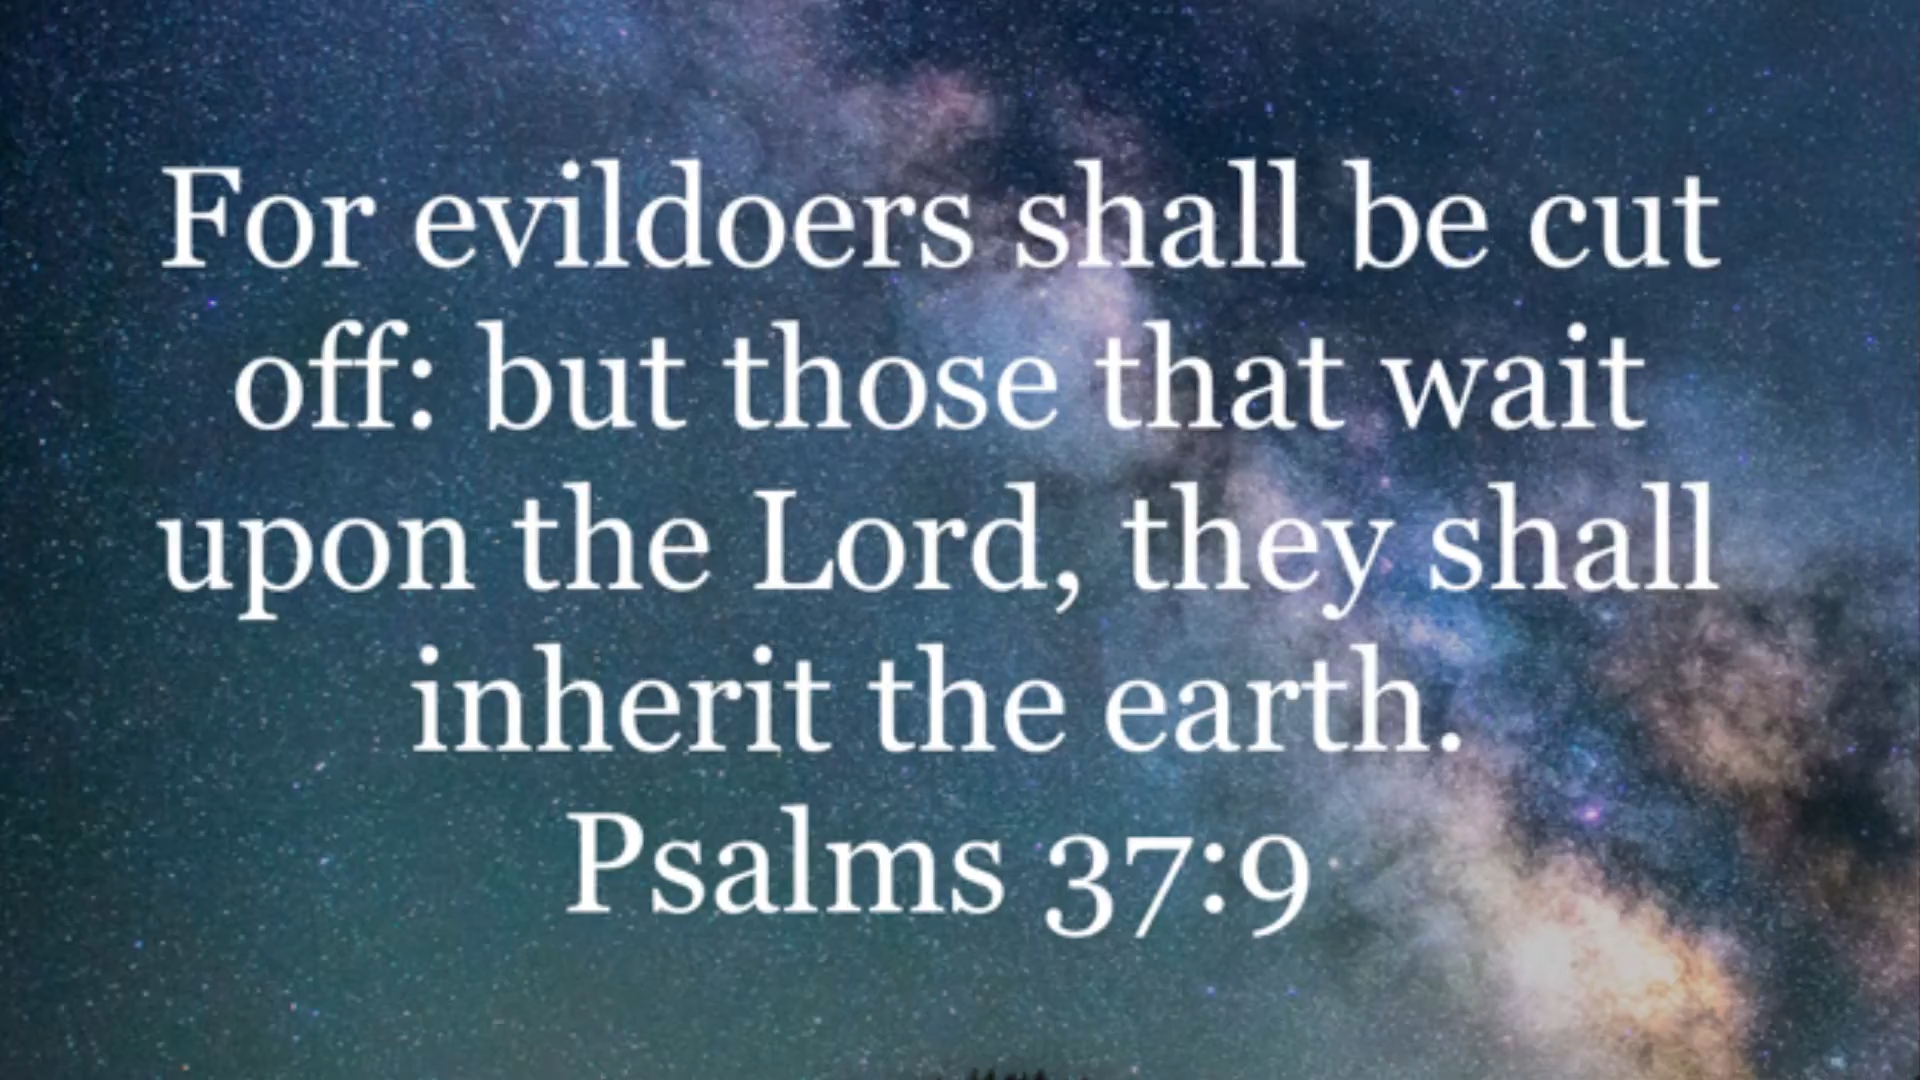 For evildoers shall be cut
off: but those that wait
upon the Lord, they shall
inherit the earth.
Psalms 37:9